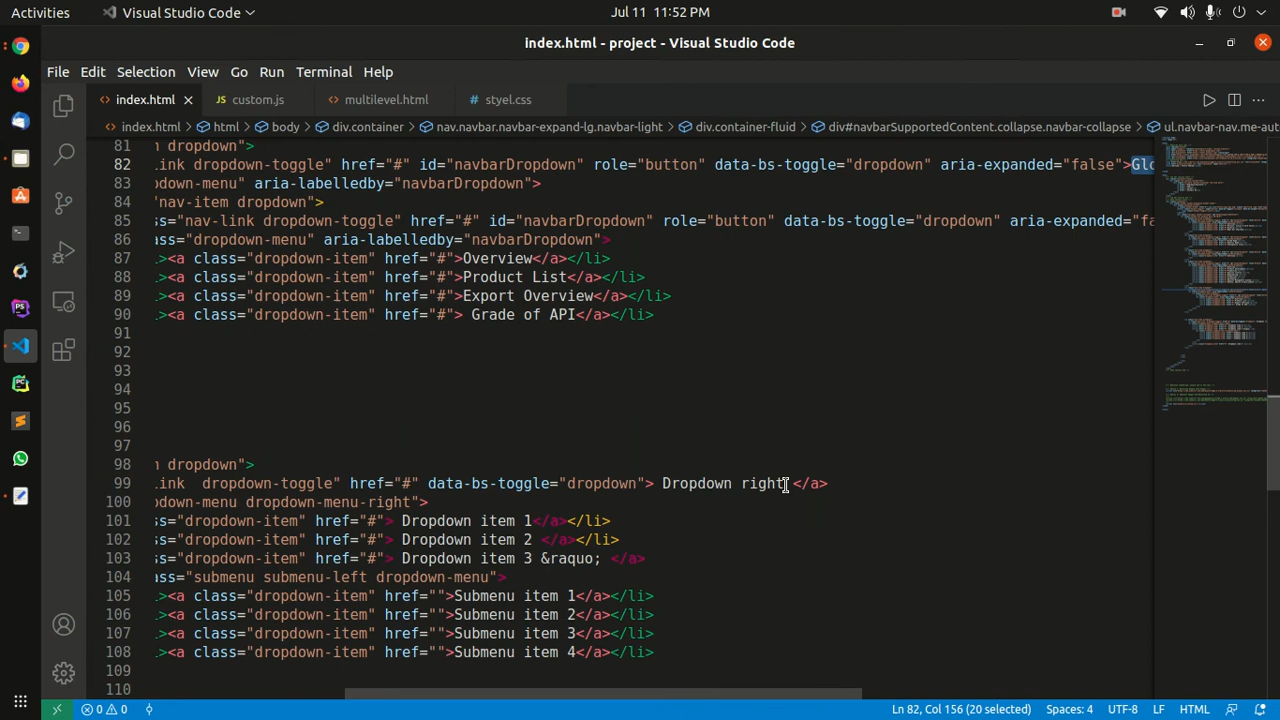 Activities
Visual Studio Code
Jul 11 11:52 PM
index.html - project - Visual Studio Code
File Edit Selection View Go Run Terminal Help
index.html custom.js multilevel.html styel.css
index.html html body div.container nav.navbar.navbar-expand-lg.navbar-light div.container-fluid div#navbarSupportedContent.collapse.navbar-collapse ul.navbar-nav.me-aut
81 n dropdown">
82 link dropdown-toggle" href="#" id="navbarDropdown" role="button" data-bs-toggle="dropdown" aria-expanded="false">Glo
83 pdown-menu" aria-labelledby="navbarDropdown">
84 "nav-item dropdown">
85 ss="nav-link dropdown-toggle" href="#" id="navbarDropdown" role="button" data-bs-toggle="dropdown" aria-expanded="fa
86 ass="dropdown-menu" aria-labelledby="navbarDropdown">
87 ><a class="dropdown-item" href="#">Overview</a></li>
88 ><a class="dropdown-item" href="#">Product List</a></li>
89 ><a class="dropdown-item" href="#">Export Overview</a></li>
90 ><a class="dropdown-item" href="#"> Grade of API</a></li>
91
92
93
94
95
96
97
98 n dropdown">
99 link  dropdown-toggle" href="#" data-bs-toggle="dropdown"> Dropdown right </a>
100 pdown-menu dropdown-menu-right">
101 ss="dropdown-item" href="#"> Dropdown item 1</a></li>
102 ss="dropdown-item" href="#"> Dropdown item 2 </a></li>
103 ss="dropdown-item" href="#"> Dropdown item 3 &raquo; </a>
104 ass="submenu submenu-left dropdown-menu">
105 ><a class="dropdown-item" href="">Submenu item 1</a></li>
106 ><a class="dropdown-item" href="">Submenu item 2</a></li>
107 ><a class="dropdown-item" href="">Submenu item 3</a></li>
108 ><a class="dropdown-item" href="">Submenu item 4</a></li>
109
110
0 0 Ln 82, Col 156 (20 selected) Spaces: 4 UTF-8 LF HTML